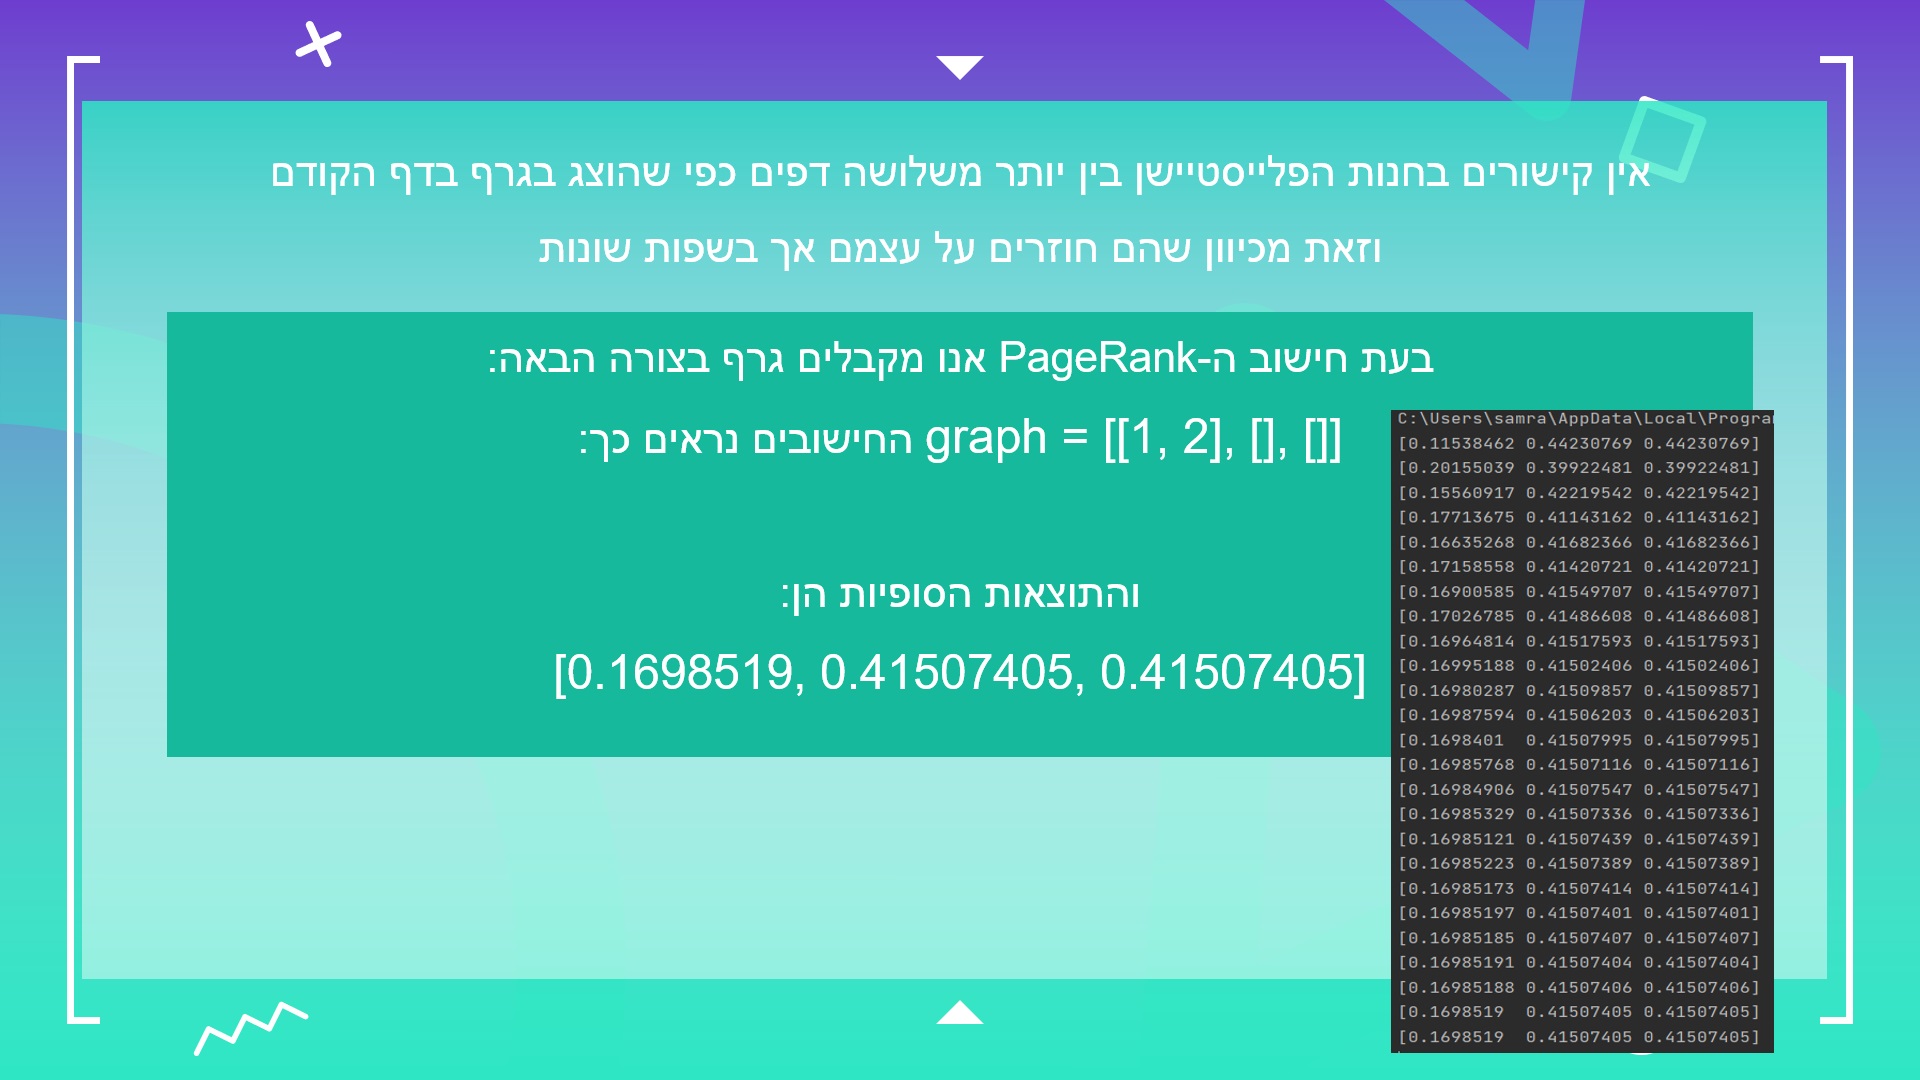 אין קישורים בחנות הפלייסטיישן בין יותר משלושה דפים כפי שהוצג בגרף בדף הקודם
וזאת מכיוון שהם חוזרים על עצמם אך בשפות שונות
בעת חישוב ה-PageRank אנו מקבלים גרף בצורה הבאה:
graph = [[1, 2], [], []] החישובים נראים כך:
והתוצאות הסופיות הן:
[0.1698519, 0.41507405, 0.41507405]
C:\Users\samra\AppData\Local\Program
[0.11538462 0.44230769 0.44230769]
[0.20155039 0.39922481 0.39922481]
[0.15560917 0.42219542 0.42219542]
[0.17713675 0.41143162 0.41143162]
[0.16635268 0.41682366 0.41682366]
[0.17158558 0.41420721 0.41420721]
[0.16900585 0.41549707 0.41549707]
[0.17026785 0.41486608 0.41486608]
[0.16964814 0.41517593 0.41517593]
[0.16995188 0.41502406 0.41502406]
[0.16980287 0.41509857 0.41509857]
[0.16987594 0.41506203 0.41506203]
[0.1698401  0.41507995 0.41507995]
[0.16985768 0.41507116 0.41507116]
[0.16984906 0.41507547 0.41507547]
[0.16985329 0.41507336 0.41507336]
[0.16985121 0.41507439 0.41507439]
[0.16985223 0.41507389 0.41507389]
[0.16985173 0.41507414 0.41507414]
[0.16985197 0.41507401 0.41507401]
[0.16985185 0.41507407 0.41507407]
[0.16985191 0.41507404 0.41507404]
[0.16985188 0.41507406 0.41507406]
[0.1698519  0.41507405 0.41507405]
[0.1698519  0.41507405 0.41507405]